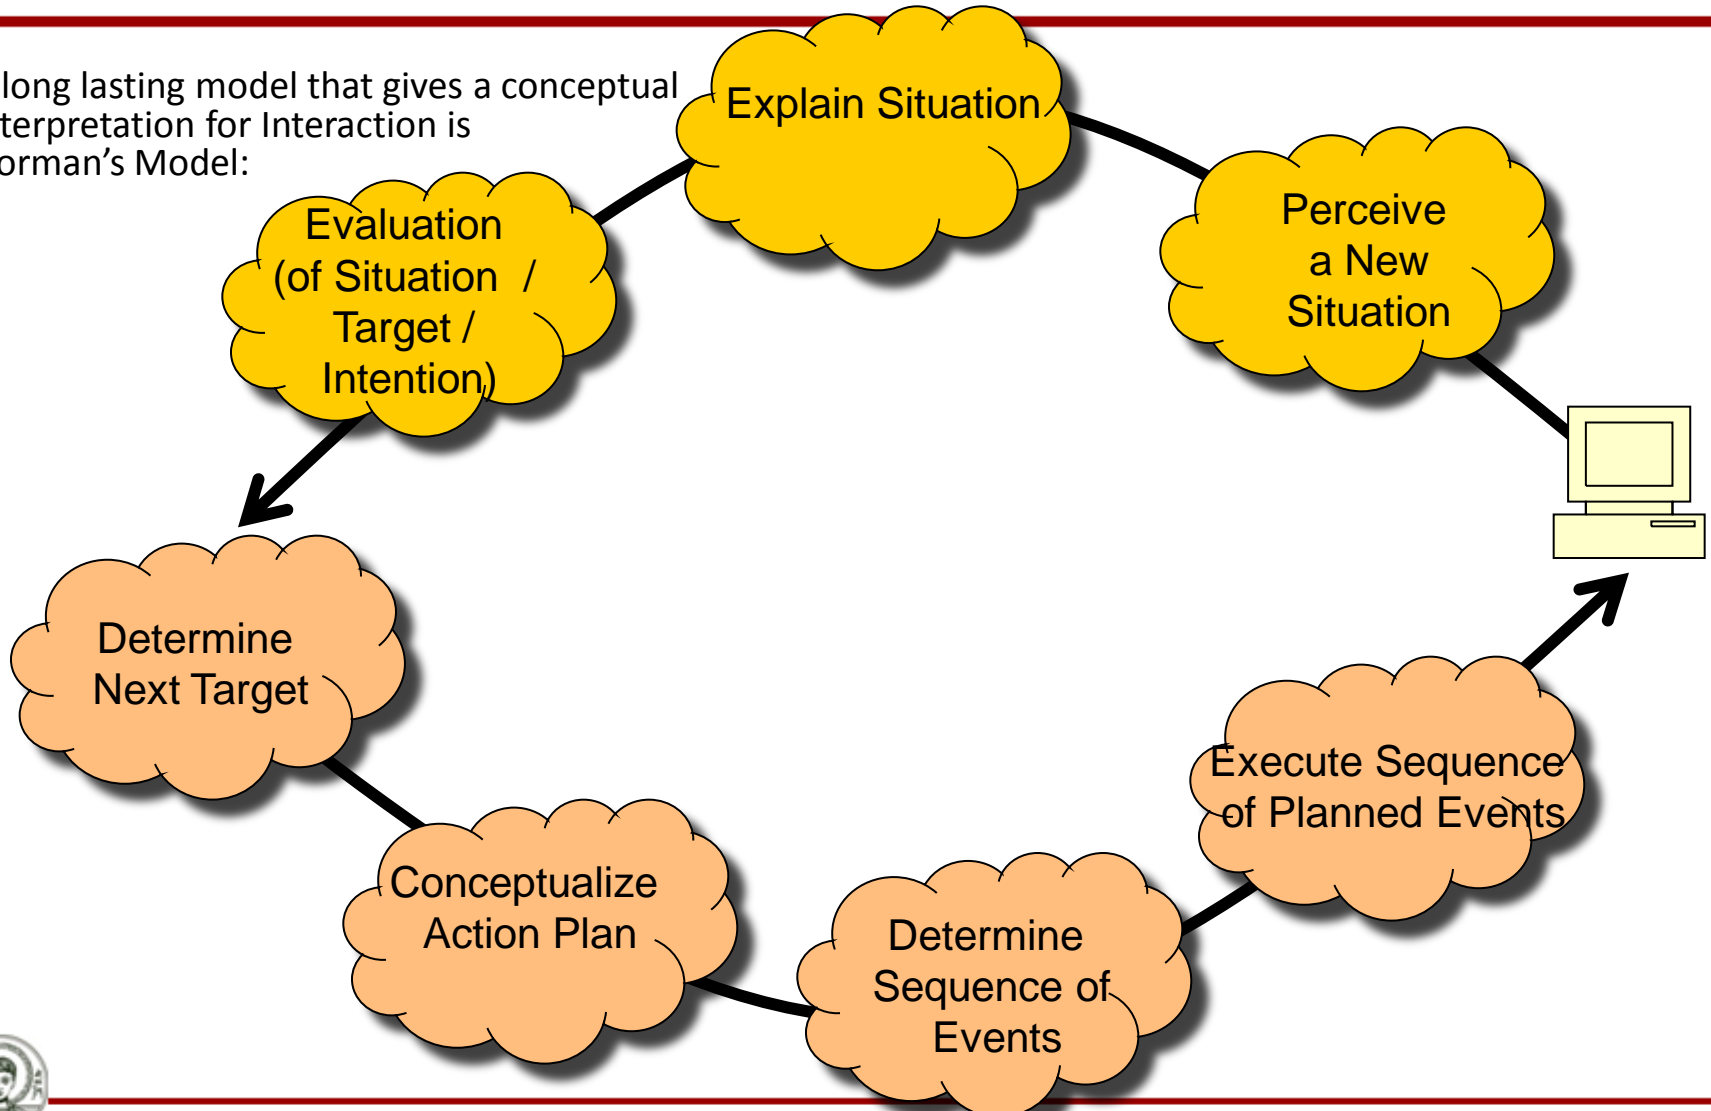 long lasting model that gives a conceptual
terpretation for Interaction is
orman's Model:
Explain Situation
Perceive
a New
Situation
Evaluation
(of Situation /
Target /
Intention)
Determine
Next Target
Conceptualize
Action Plan
Determine
Sequence of
Events
Execute Sequence
of Planned Events